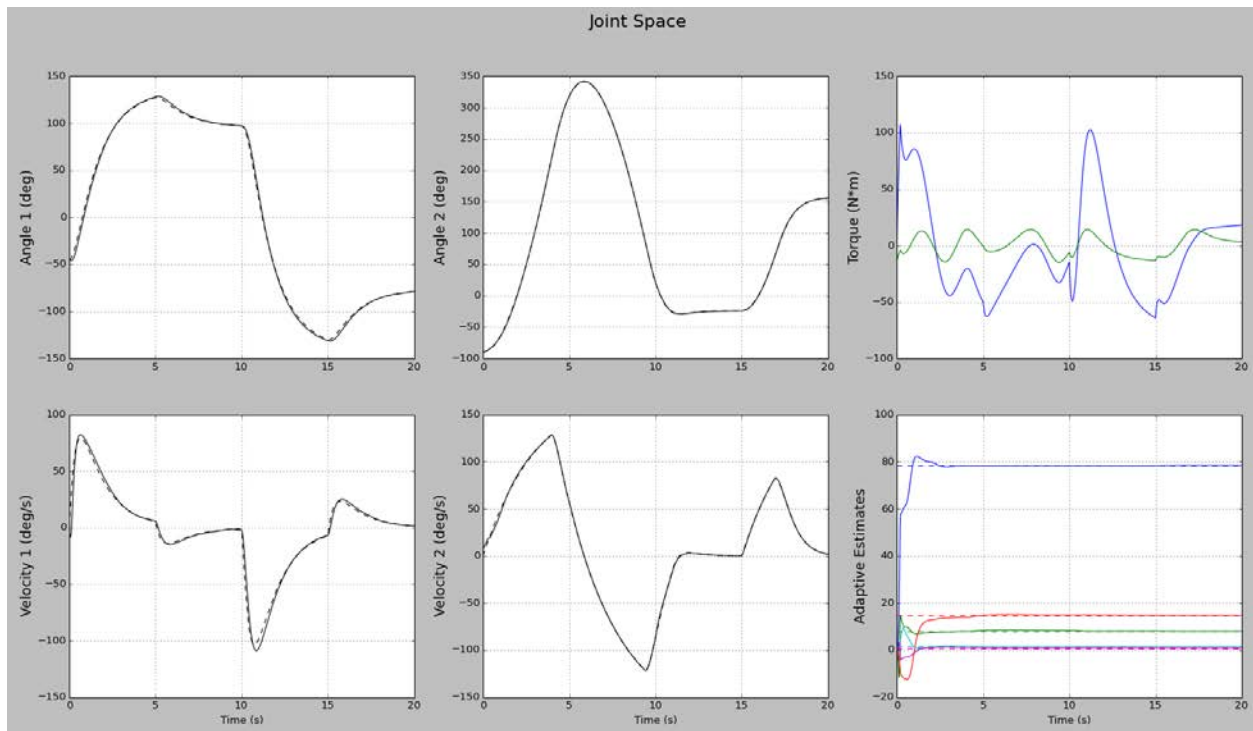 Joint Space
Angle 1 (deg)
150
100
50
0
−50
−100
−150
0 5 10 15 20
Angle 2 (deg)
350
300
250
200
150
100
50
0
−50
−100
0 5 10 15 20
Torque (N*m)
150
100
50
0
−50
−100
0 5 10 15 20
Velocity 1 (deg/s)
100
50
0
−50
−100
−150
0 5 10 15 20
Time (s)
Velocity 2 (deg/s)
150
100
50
0
−50
−100
−150
0 5 10 15 20
Time (s)
Adaptive Estimates
100
80
60
40
20
0
−20
0 5 10 15 20
Time (s)